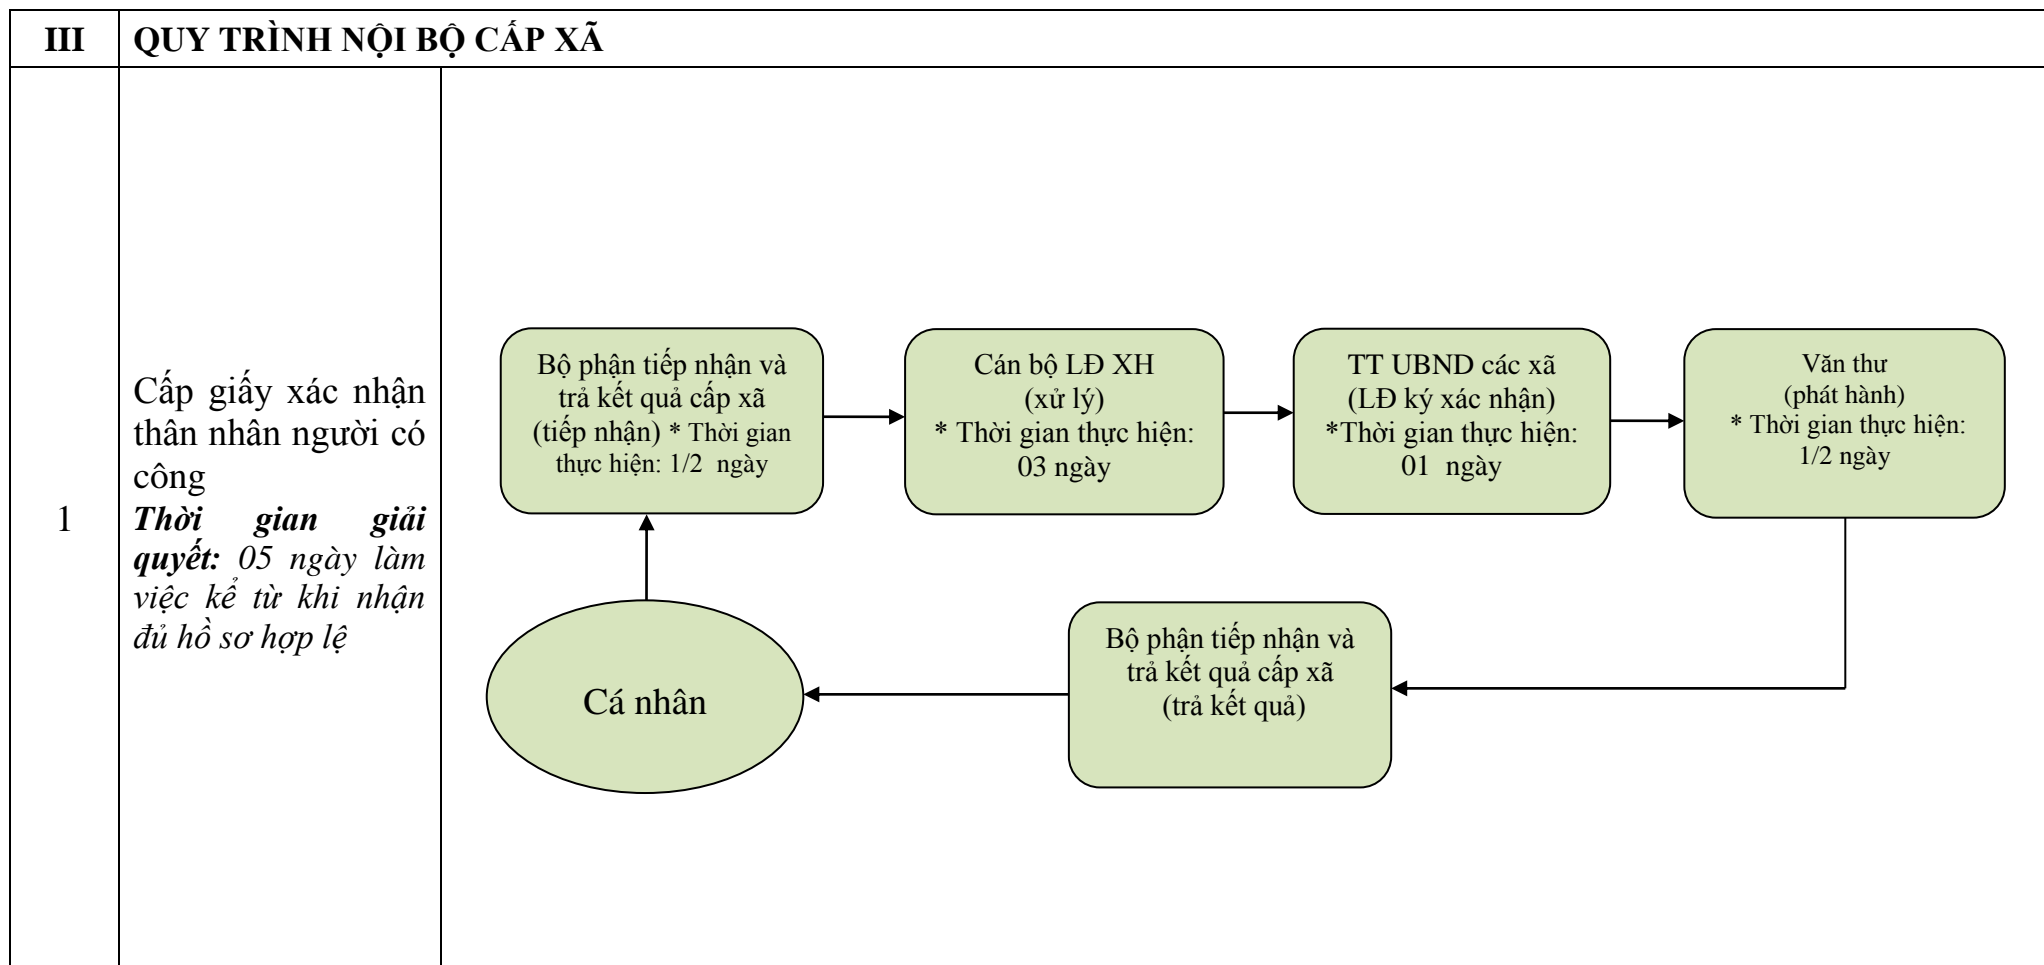 III
QUY TRÌNH NỘI BỘ CẤP XÃ
1
Cấp giấy xác nhận
thân nhân người có
công
Thời gian giải
quyết: 05 ngày làm
việc kể từ khi nhận
đủ hồ sơ hợp lệ
Bộ phận tiếp nhận và
trả kết quả cấp xã
(tiếp nhận) * Thời gian
thực hiện: 1/2 ngày
Cán bộ LĐ XH
(xử lý)
* Thời gian thực hiện:
03 ngày
TT UBND các xã
(LĐ ký xác nhận)
*Thời gian thực hiện:
01 ngày
Văn thư
(phát hành)
* Thời gian thực hiện:
1/2 ngày
Bộ phận tiếp nhận và
trả kết quả cấp xã
(trả kết quả)
Cá nhân